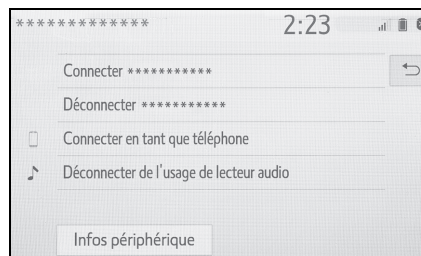 ************* 2:23
Connecter ***********
Déconnecter ***********
Connecter en tant que téléphone
Déconnecter de l'usage de lecteur audio
Infos périphérique